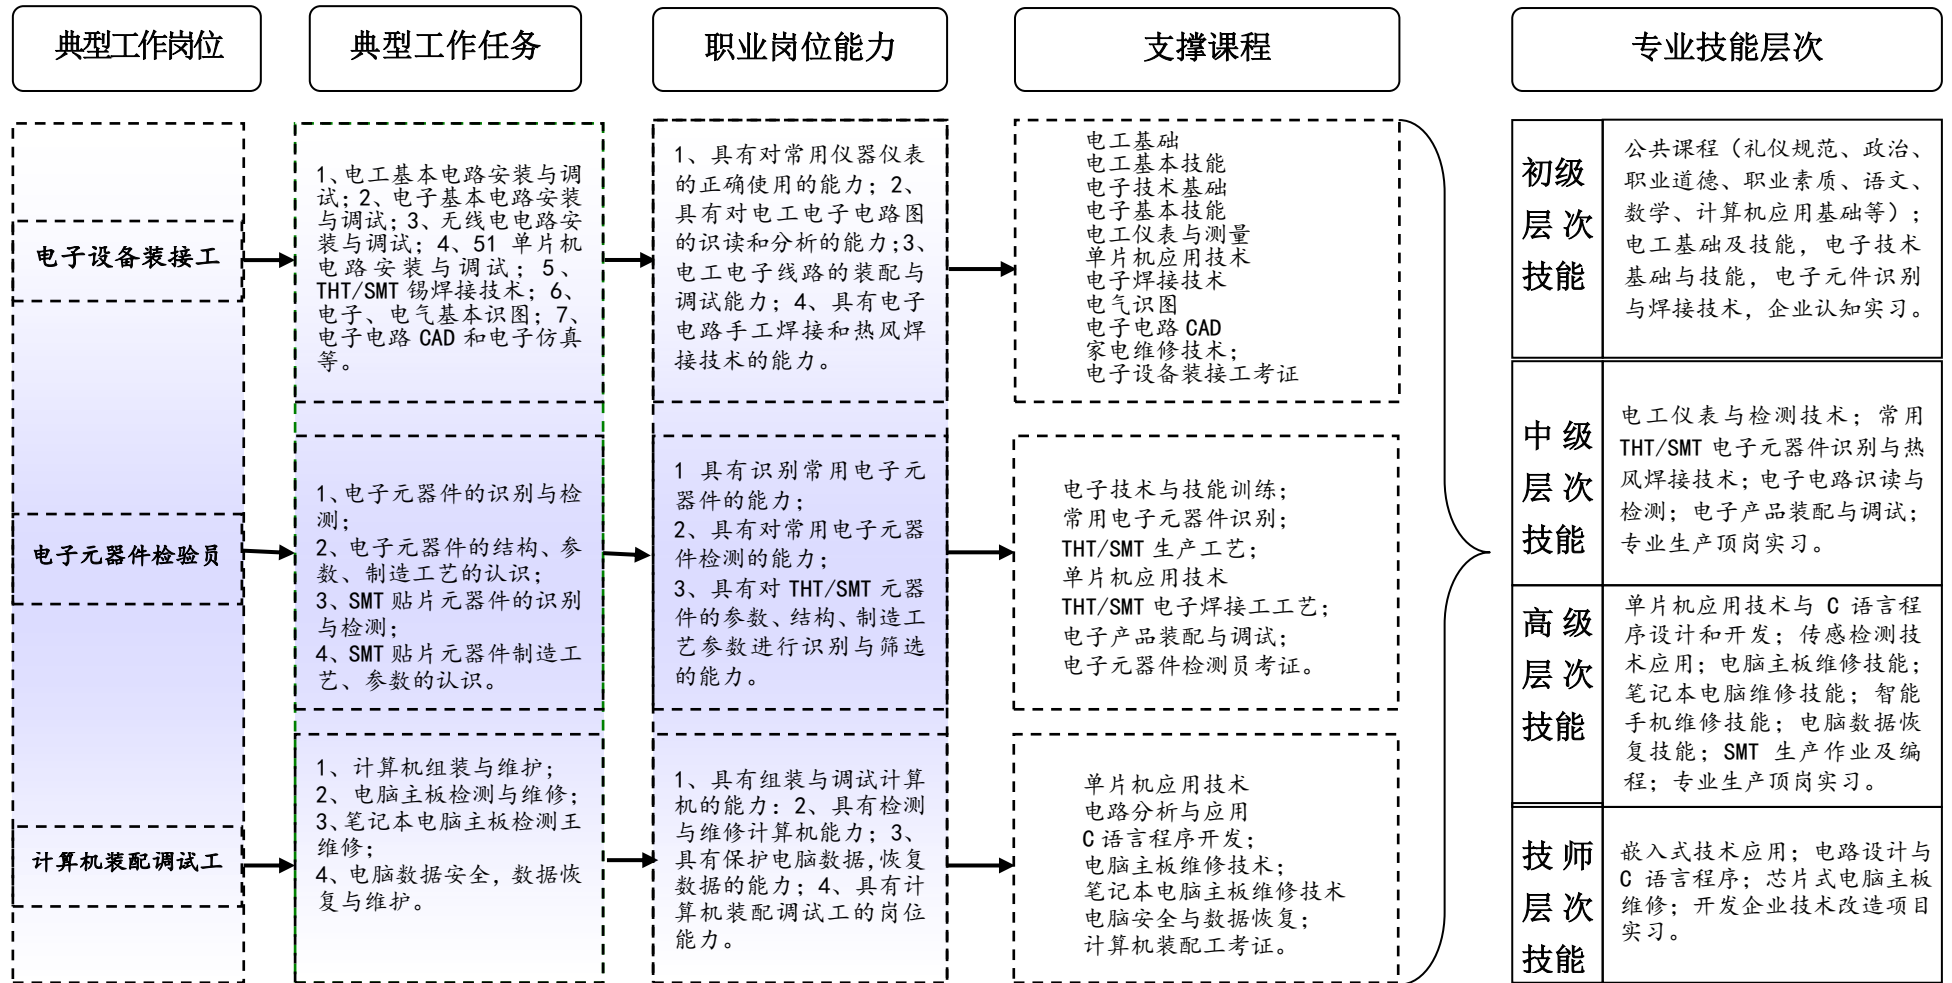 典型工作岗位
典型工作任务
职业岗位能力
支撑课程
专业技能层次
电子设备装接工
1、电工基本电路安装与调
试；2、电子基本电路安装
与调试；3、无线电电路安
装与调试；4、51 单片机
电路安装与调试；5、
THT/SMT 锡焊接技术；6、
电子、电气基本识图；7、
电子电路 CAD 和电子仿真
等。
1、具有对常用仪器仪表
的正确使用的能力；2、
具有对电工电子电路图
的识读和分析的能力；3、
电工电子线路的装配与
调试能力；4、具有电子
电路手工焊接和热风焊
接技术的能力。
电工基础
电工基本技能
电子技术基础
电子基本技能
电工仪表与测量
单片机应用技术
电子焊接技术
电气识图
电子电路 CAD
家电维修技术；
电子设备装接工考证
电子元器件检验员
1、电子元器件的识别与检
测；
2、电子元器件的结构、参
数、制造工艺的认识；
3、SMT 贴片元器件的识别
与检测；
4、SMT 贴片元器件制造工
艺、参数的认识。
1 具有识别常用电子元
器件的能力；
2、具有对常用电子元器
件检测的能力；
3、具有对 THT/SMT 元器
件的参数、结构、制造工
艺参数进行识别与筛选
的能力。
电子技术与技能训练；
常用电子元器件识别；
THT/SMT 生产工艺；
单片机应用技术
THT/SMT 电子焊接工工艺；
电子产品装配与调试；
电子元器件检测员考证。
计算机装配调试工
1、计算机组装与维护；
2、电脑主板检测与维修；
3、笔记本电脑主板检测王
维修；
4、电脑数据安全，数据恢
复与维护。
1、具有组装与调试计算
机的能力：2、具有检测
与维修计算机能力；3、
具有保护电脑数据,恢复
数据的能力；4、具有计
算机装配调试工的岗位
能力。
单片机应用技术
电路分析与应用
C 语言程序开发；
电脑主板维修技术；
笔记本电脑主板维修技术
电脑安全与数据恢复；
计算机装配工考证。
初级
层次
技能
公共课程（礼仪规范、政治、
职业道德、职业素质、语文、
数学、计算机应用基础等）；
电工基础及技能，电子技术
基础与技能，电子元件识别
与焊接技术，企业认知实习。
中级
层次
技能
电工仪表与检测技术；常用
THT/SMT 电子元器件识别与热
风焊接技术；电子电路识读与
检测；电子产品装配与调试；
专业生产顶岗实习。
高级
层次
技能
单片机应用技术与 C 语言程
序设计和开发；传感检测技
术应用；电脑主板维修技能；
笔记本电脑维修技能；智能
手机维修技能；电脑数据恢
复技能；SMT 生产作业及编
程；专业生产顶岗实习。
技师
层次
技能
嵌入式技术应用；电路设计与
C 语言程序；芯片式电脑主板
维修；开发企业技术改造项目
实习。